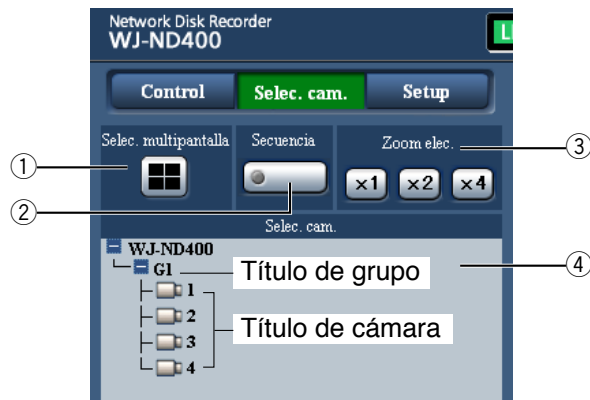 Network Disk Recorder
WJ-ND400
Control Selec. cam. Setup
Selec. multipantalla Secuencia Zoom elec.
① ③
x1 x2 x4
②
Selec. cam.
WJ-ND400
④
G1 Título de grupo
1
2
Título de cámara
3
4